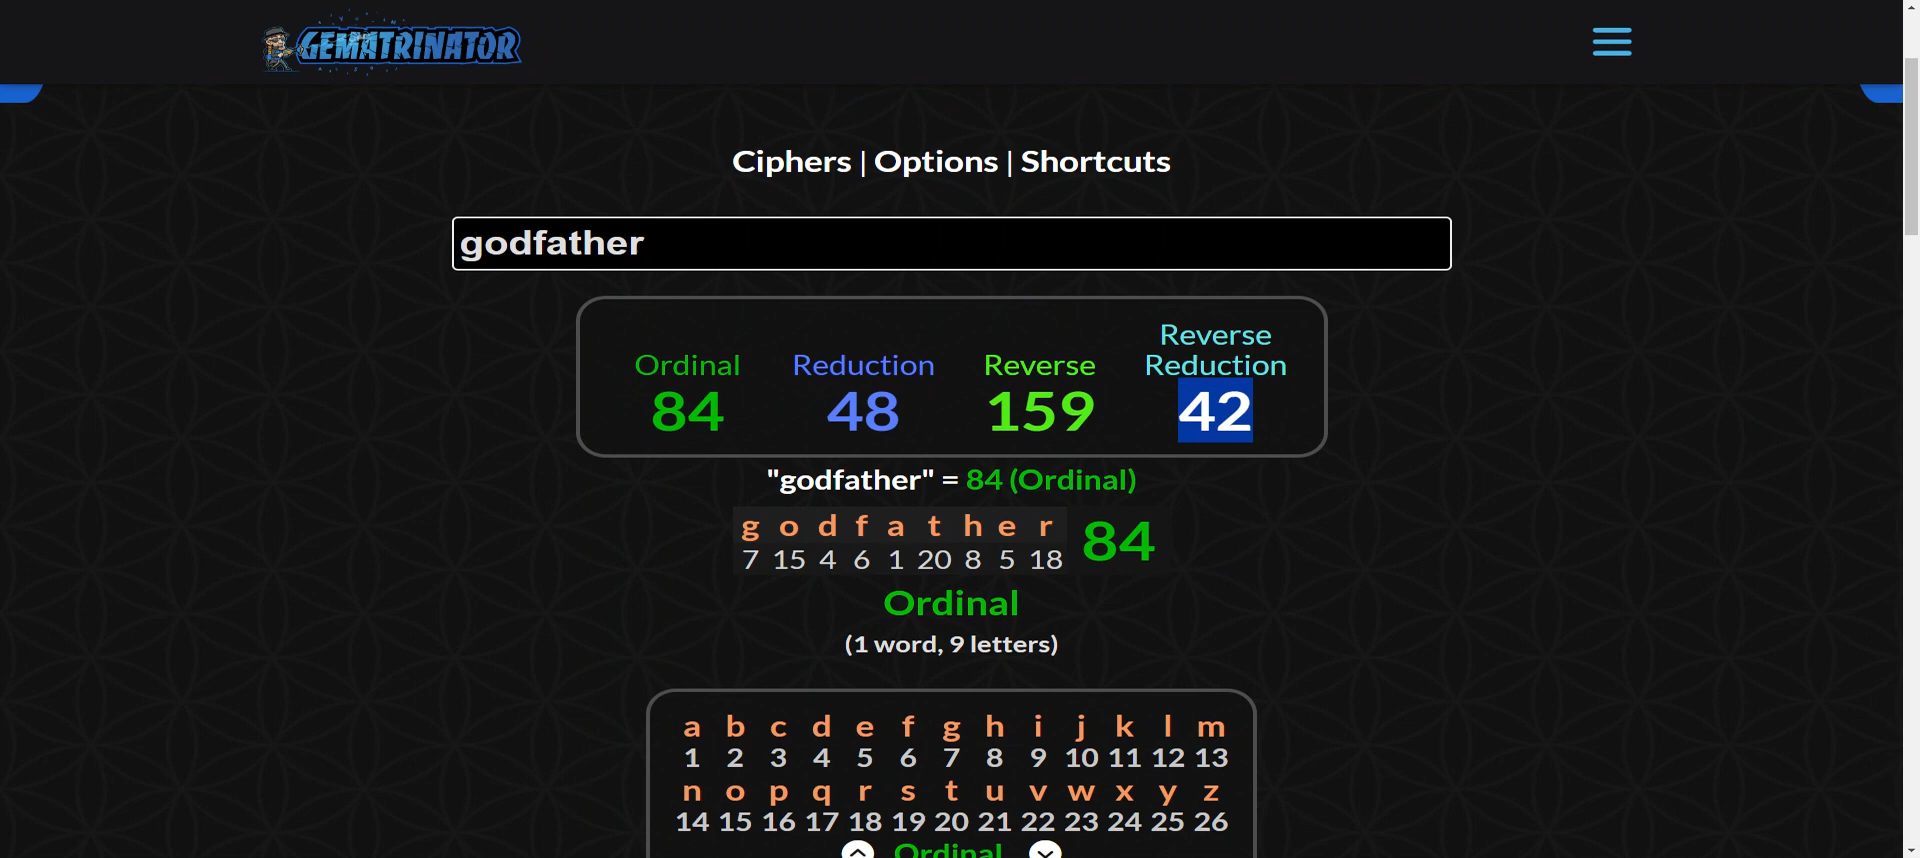 GEMATRINATOR
Ciphers | Options | Shortcuts
godfather
Ordinal Reduction Reverse Reverse Reduction
84 48 159 42
"godfather" = 84 (Ordinal)
g o d f a t h e r
7 15 4 6 1 20 8 5 18 84
Ordinal
(1 word, 9 letters)
a b c d e f g h i j k l m
1 2 3 4 5 6 7 8 9 10 11 12 13
n o p q r s t u v w x y z
14 15 16 17 18 19 20 21 22 23 24 25 26
Ordinal